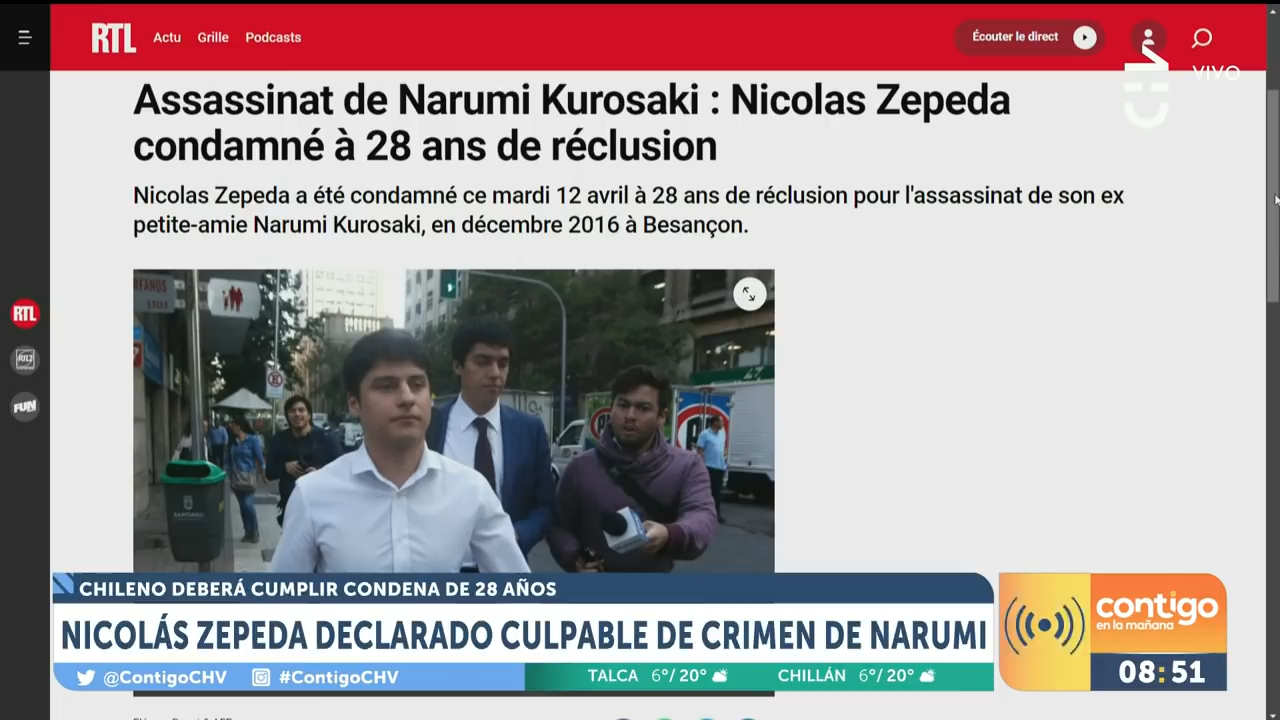 RTL Actu Grille Podcasts Écouter le direct
CHV VIVO
Assassinat de Narumi Kurosaki : Nicolas Zepeda
condamné à 28 ans de réclusion
Nicolas Zepeda a été condamné ce mardi 12 avril à 28 ans de réclusion pour l'assassinat de son ex
petite-amie Narumi Kurosaki, en décembre 2016 à Besançon.
RTL
RTL2
FUN
SANTIAGO
CHILENO DEBERÁ CUMPLIR CONDENA DE 28 AÑOS
NICOLÁS ZEPEDA DECLARADO CULPABLE DE CRIMEN DE NARUMI
@ContigoCHV #ContigoCHV TALCA 6°/20° CHILLÁN 6°/20°
contigo
en la mañana
08:51